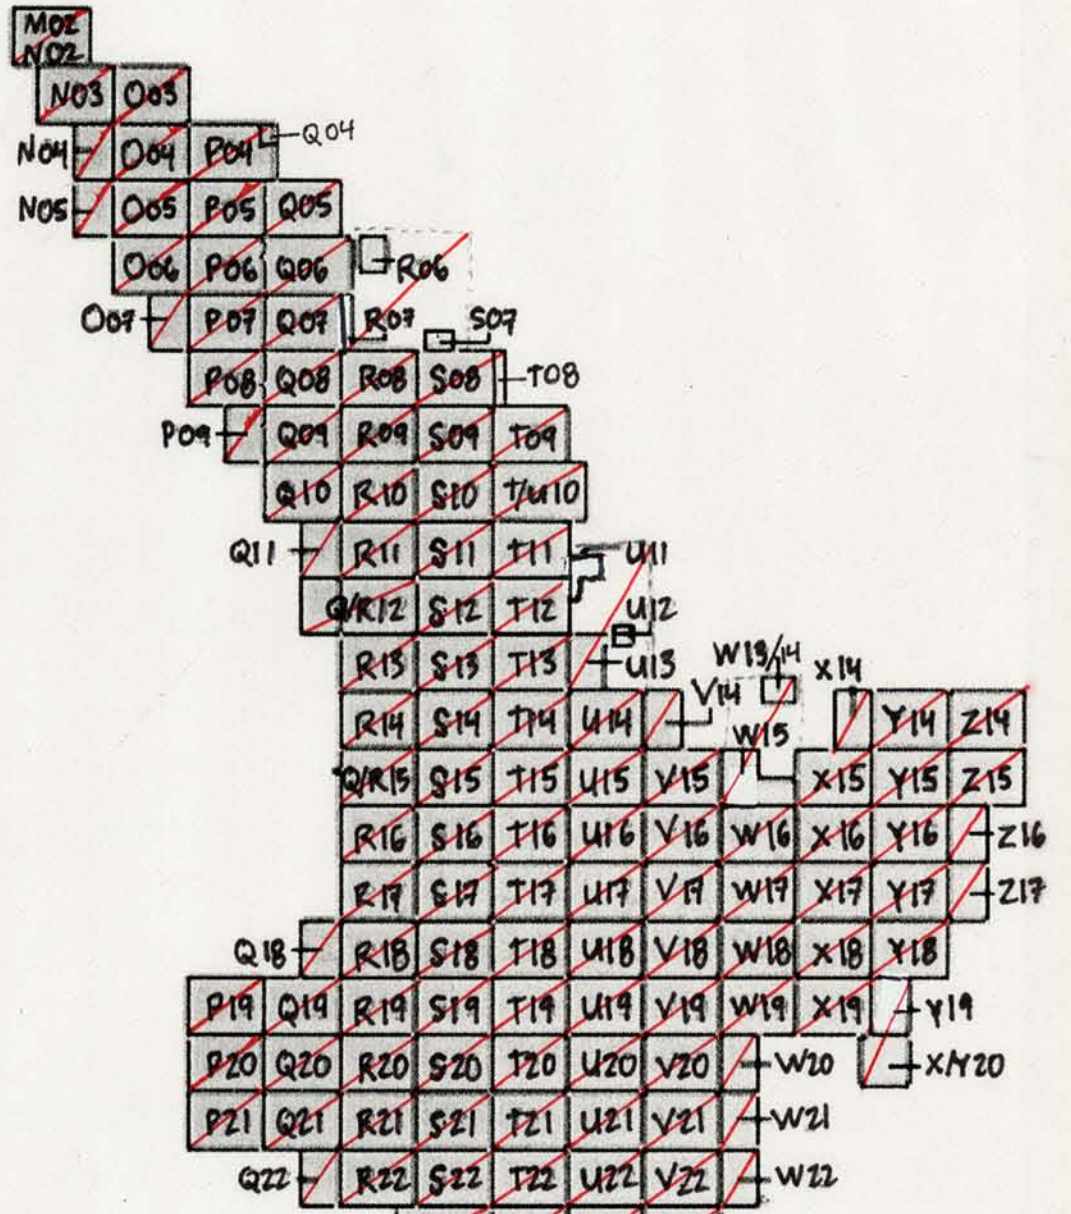 M02
N02
N03 O03
N04 O04 P04 Q04
N05 O05 P05 Q05
O06 P06 Q06 R06
O07 P07 Q07 R07 S07
P08 Q08 R08 S08 T08
P09 Q09 R09 S09 T09
Q10 R10 S10 T/U10
Q11 R11 S11 T11 U11
Q/R12 S12 T12 U12
R13 S13 T13 U13 W13/14 X14
R14 S14 T14 U14 V14 Y14 Z14
Q/R15 S15 T15 U15 V15 W15 X15 Y15 Z15
R16 S16 T16 U16 V16 W16 X16 Y16 Z16
R17 S17 T17 U17 V17 W17 X17 Y17 Z17
Q18 R18 S18 T18 U18 V18 W18 X18 Y18
P19 Q19 R19 S19 T19 U19 V19 W19 X19 Y19
P20 Q20 R20 S20 T20 U20 V20 W20 X/Y20
P21 Q21 R21 S21 T21 U21 V21 W21
Q22 R22 S22 T22 U22 V22 W22